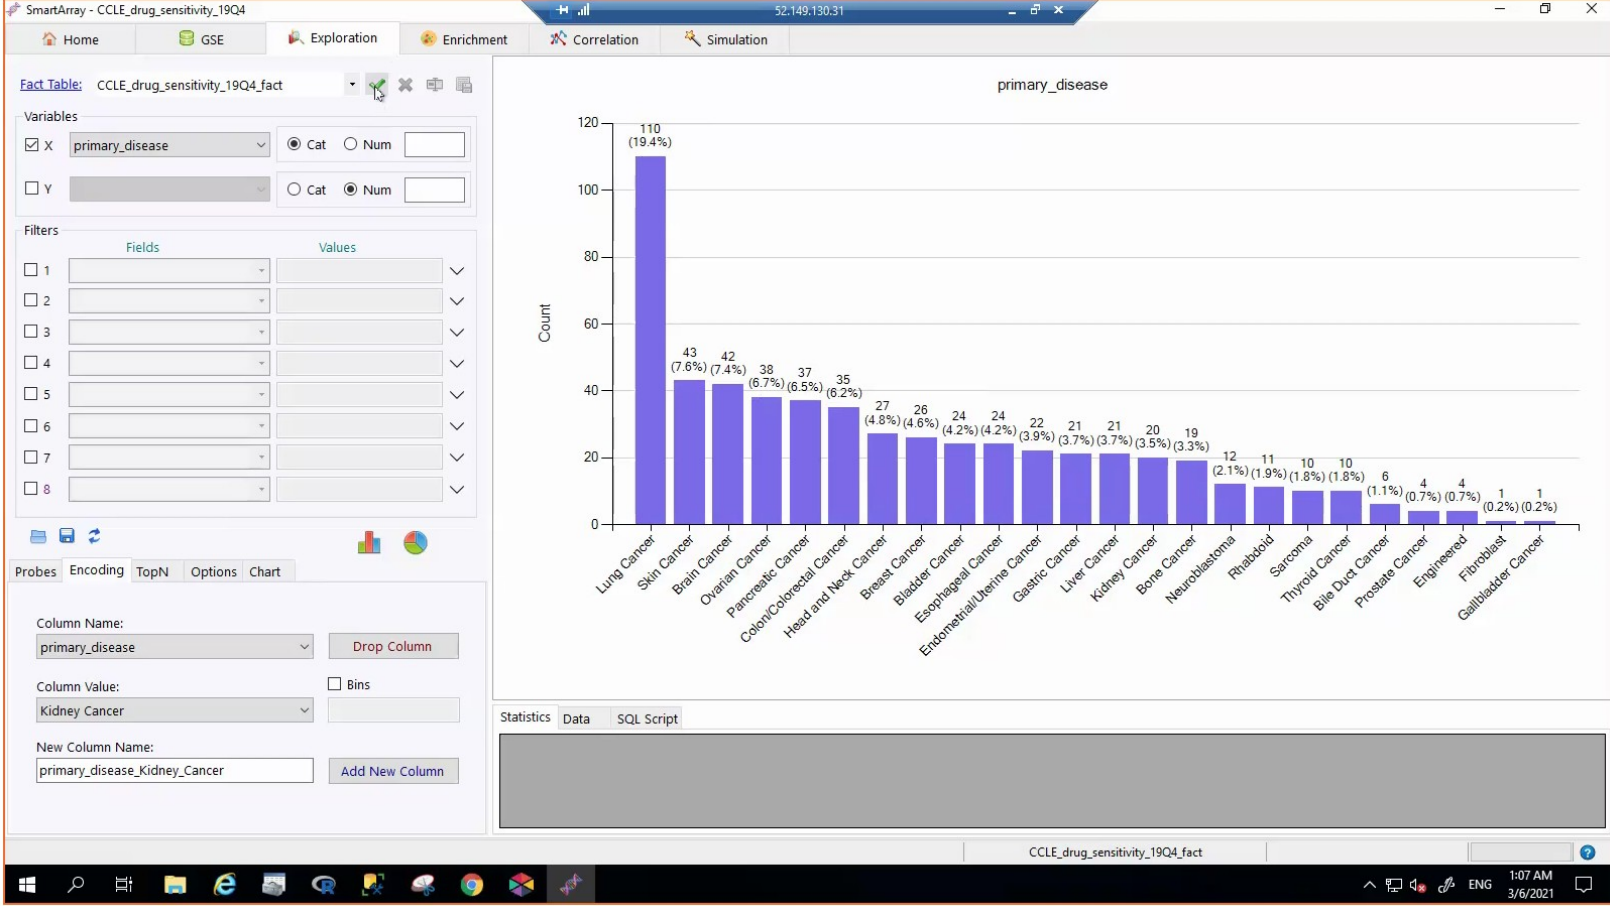 SmartArray - CCLE_drug_sensitivity_19Q4
52.149.130.31
Home
GSE
Exploration
Enrichment
Correlation
Simulation
Fact Table:
CCLE_drug_sensitivity_19Q4_fact
Variables
X
primary_disease
Cat
Num
Y
Cat
Num
Filters
Fields
Values
1
2
3
4
5
6
7
8
Probes
Encoding
TopN
Options
Chart
Column Name:
primary_disease
Drop Column
Column Value:
Bins
Kidney Cancer
New Column Name:
primary_disease_Kidney_Cancer
Add New Column
primary_disease
Count
120
100
80
60
40
20
0
110
(19.4%)
43
(7.6%)
42
(7.4%)
38
(6.7%)
37
(6.5%)
35
(6.2%)
27
(4.8%)
26
(4.6%)
24
(4.2%)
24
(4.2%)
22
(3.9%)
21
(3.7%)
21
(3.7%)
20
(3.5%)
19
(3.3%)
12
(2.1%)
11
(1.9%)
10
(1.8%)
10
(1.8%)
6
(1.1%)
4
(0.7%)
4
(0.7%)
1
(0.2%)
1
(0.2%)
Lung Cancer
Skin Cancer
Brain Cancer
Ovarian Cancer
Pancreatic Cancer
Colon/Colorectal Cancer
Head and Neck Cancer
Breast Cancer
Bladder Cancer
Esophageal Cancer
Endometrial/Uterine Cancer
Gastric Cancer
Liver Cancer
Kidney Cancer
Bone Cancer
Neuroblastoma
Rhabdoid
Sarcoma
Thyroid Cancer
Bile Duct Cancer
Prostate Cancer
Engineered
Fibroblast
Gallbladder Cancer
Statistics
Data
SQL Script
CCLE_drug_sensitivity_19Q4_fact
ENG
1:07 AM
3/6/2021